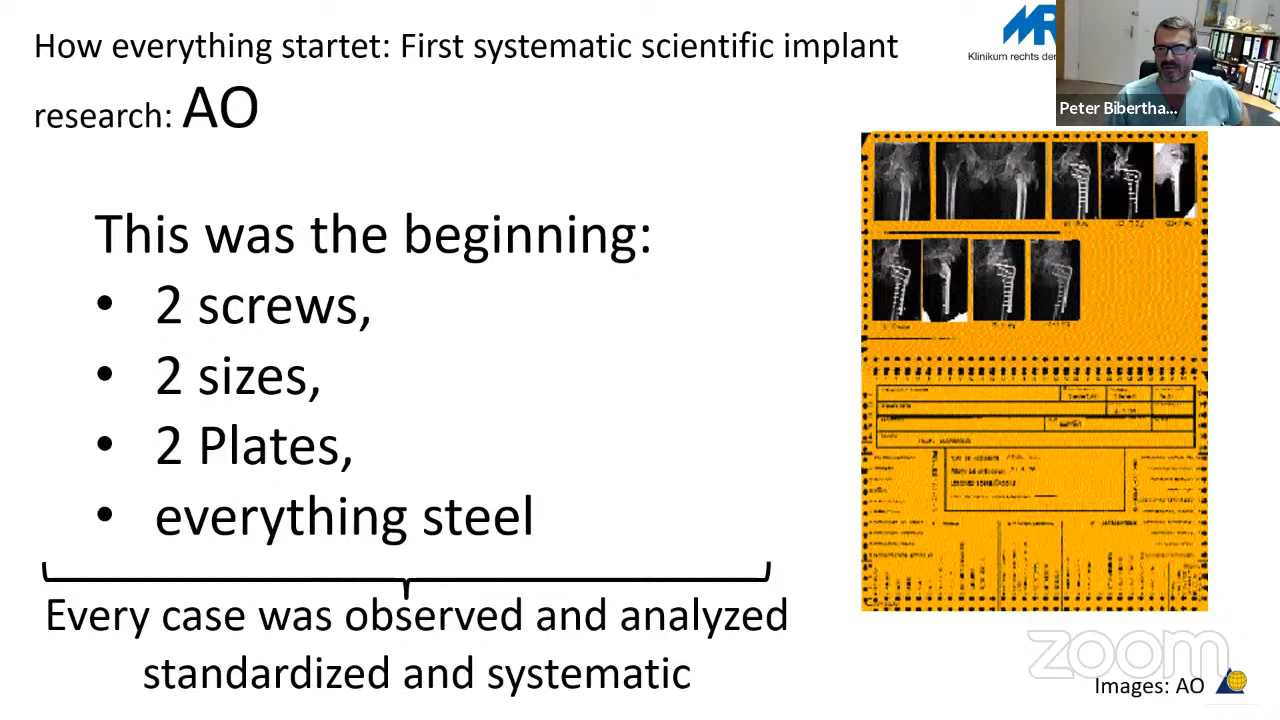 How everything startet: First systematic scientific implant
research: AO
MR
Klinikum rechts der
Peter Bibertha...
This was the beginning:
• 2 screws,
• 2 sizes,
• 2 Plates,
• everything steel
Every case was observed and analyzed
standardized and systematic
zoom
Images: AO